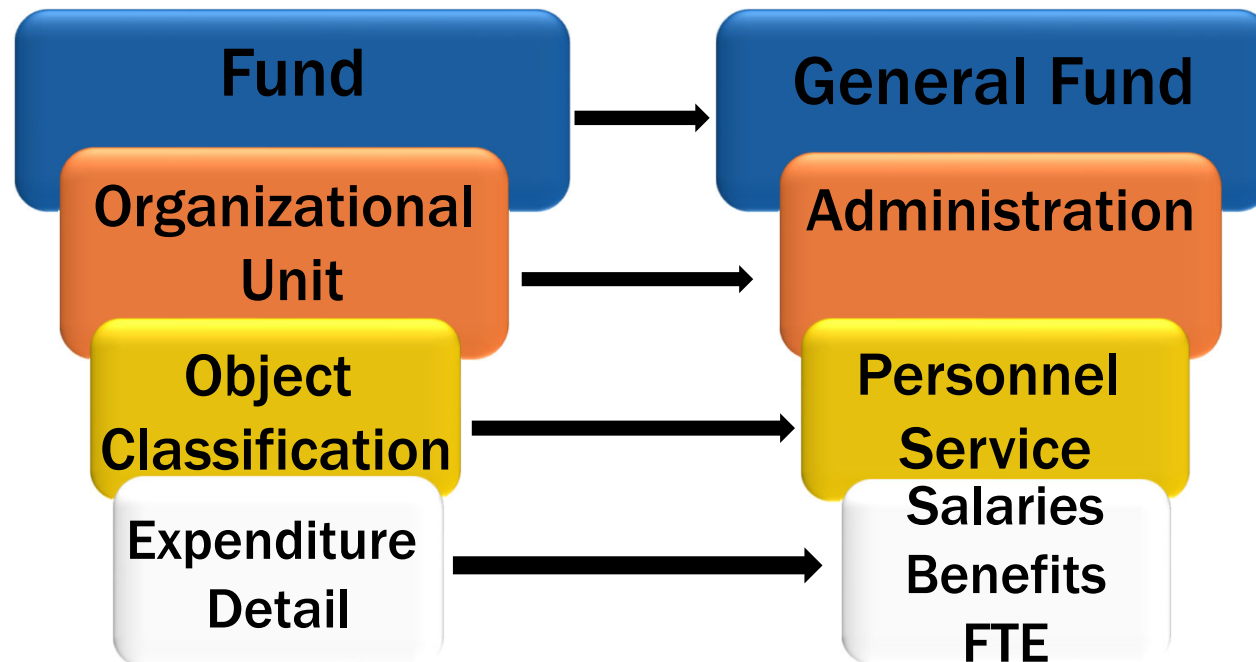 Fund
General Fund
Organizational
Unit
Administration
Object
Classification
Personnel
Service
Expenditure
Detail
Salaries
Benefits
FTE